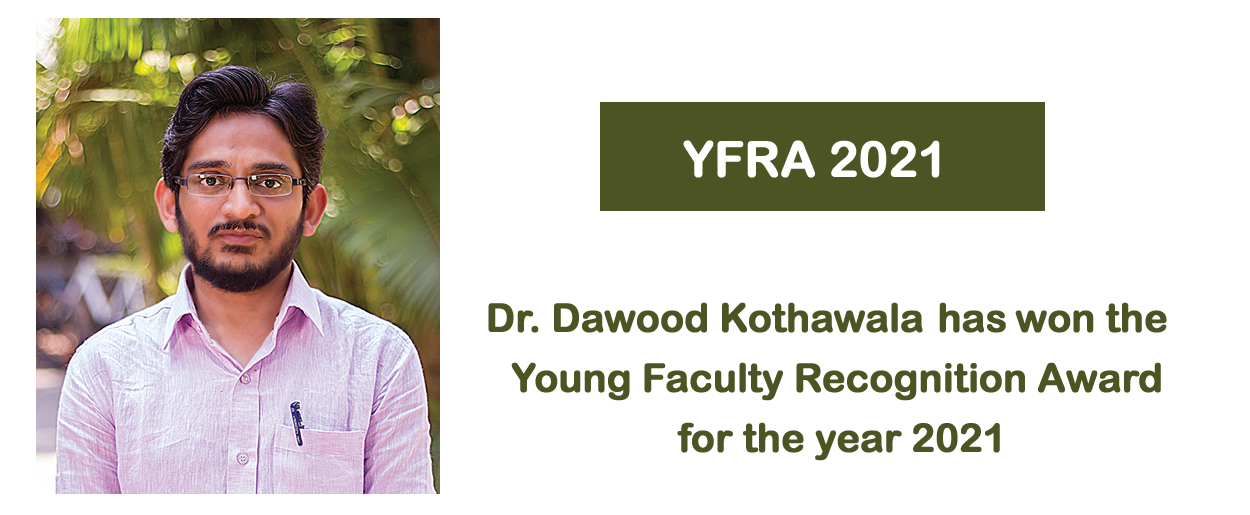 YFRA 2021
Dr. Dawood Kothawala has won the
Young Faculty Recognition Award
for the year 2021